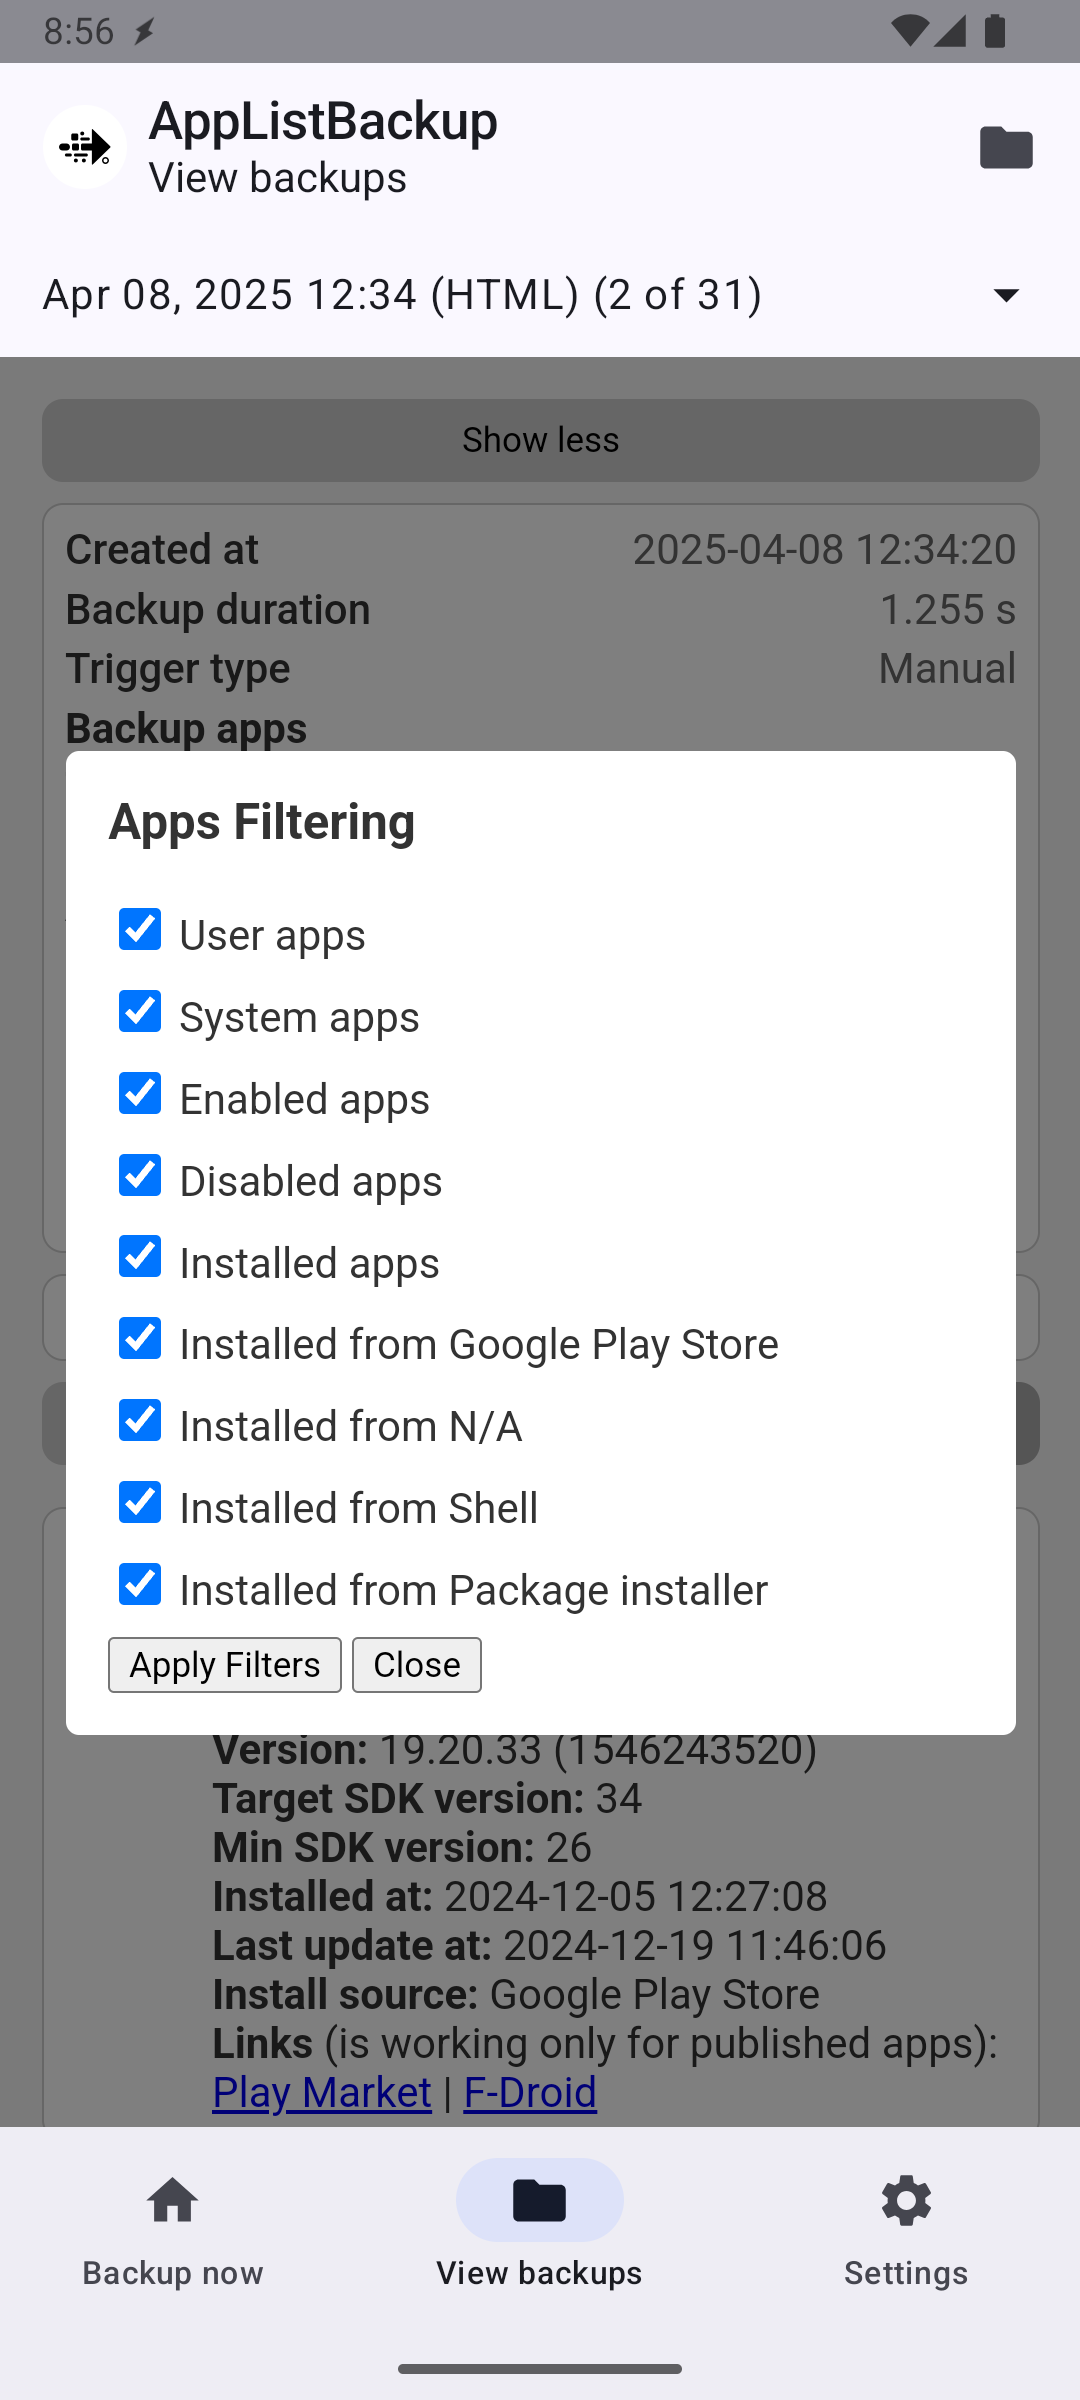 8:56
AppListBackup
View backups
Apr 08, 2025 12:34 (HTML) (2 of 31)
Show less
Created at 2025-04-08 12:34:20
Backup duration 1.255 s
Trigger type Manual
Backup apps
Apps Filtering
User apps
System apps
Enabled apps
Disabled apps
Installed apps
Installed from Google Play Store
Installed from N/A
Installed from Shell
Installed from Package installer
Apply Filters Close
Version: 19.20.33 (1546243520)
Target SDK version: 34
Min SDK version: 26
Installed at: 2024-12-05 12:27:08
Last update at: 2024-12-19 11:46:06
Install source: Google Play Store
Links (is working only for published apps):
Play Market | F-Droid
Backup now View backups Settings